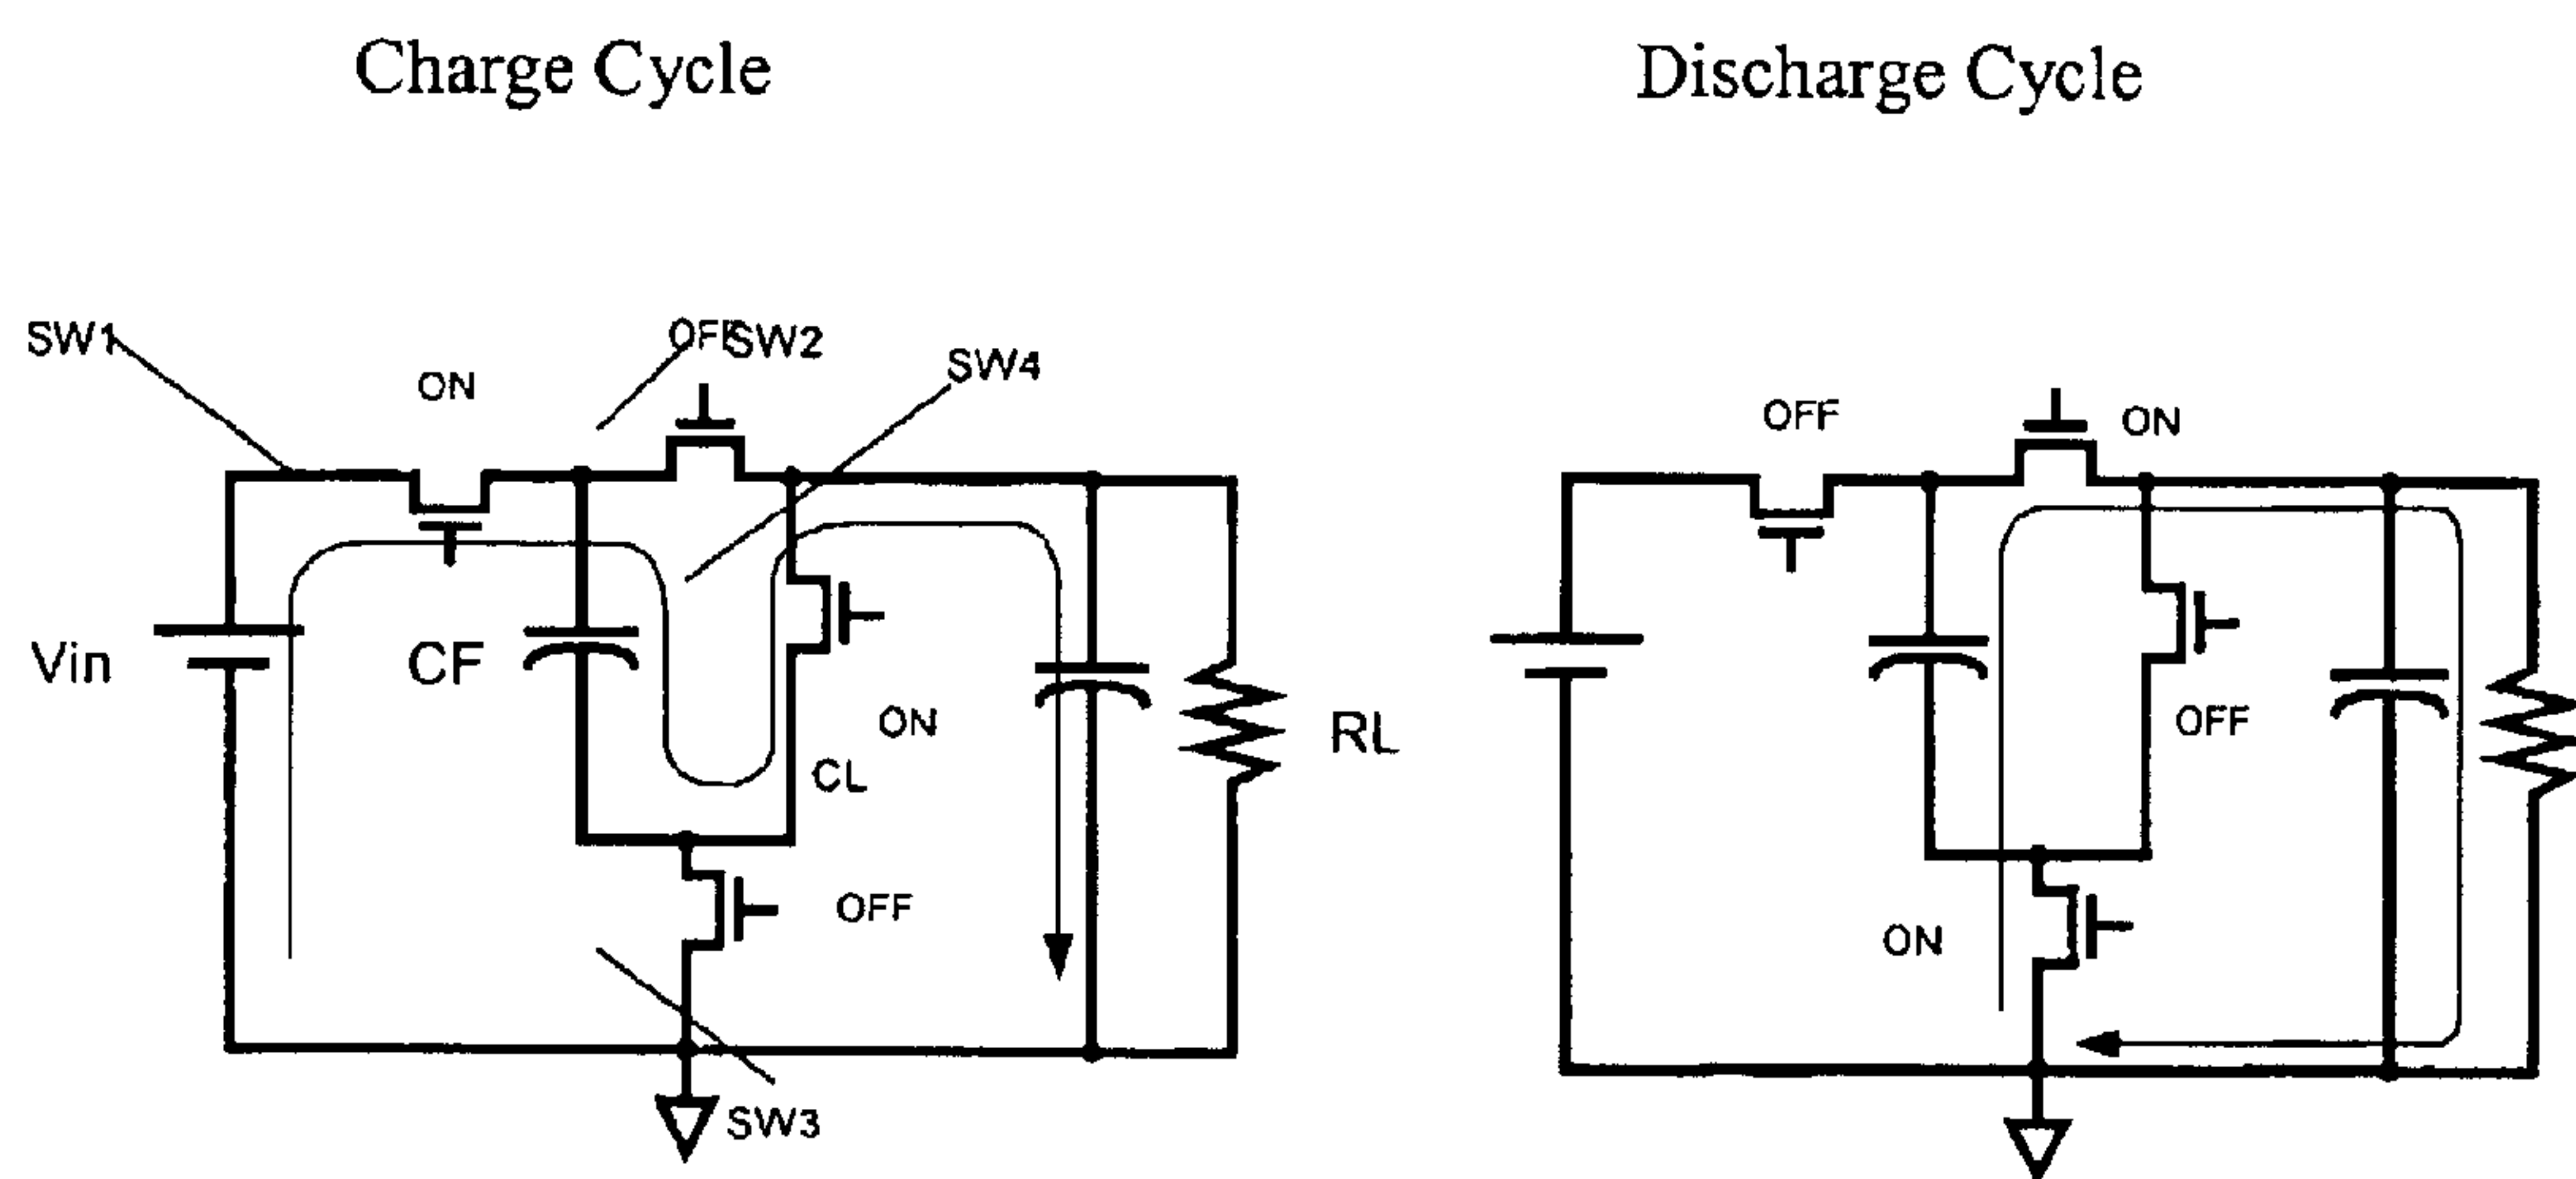 Charge Cycle
Discharge Cycle
SW1
OFF
SW2
SW4
ON
OFF
ON
Vin
CF
ON
CL
RL
OFF
OFF
ON
SW3